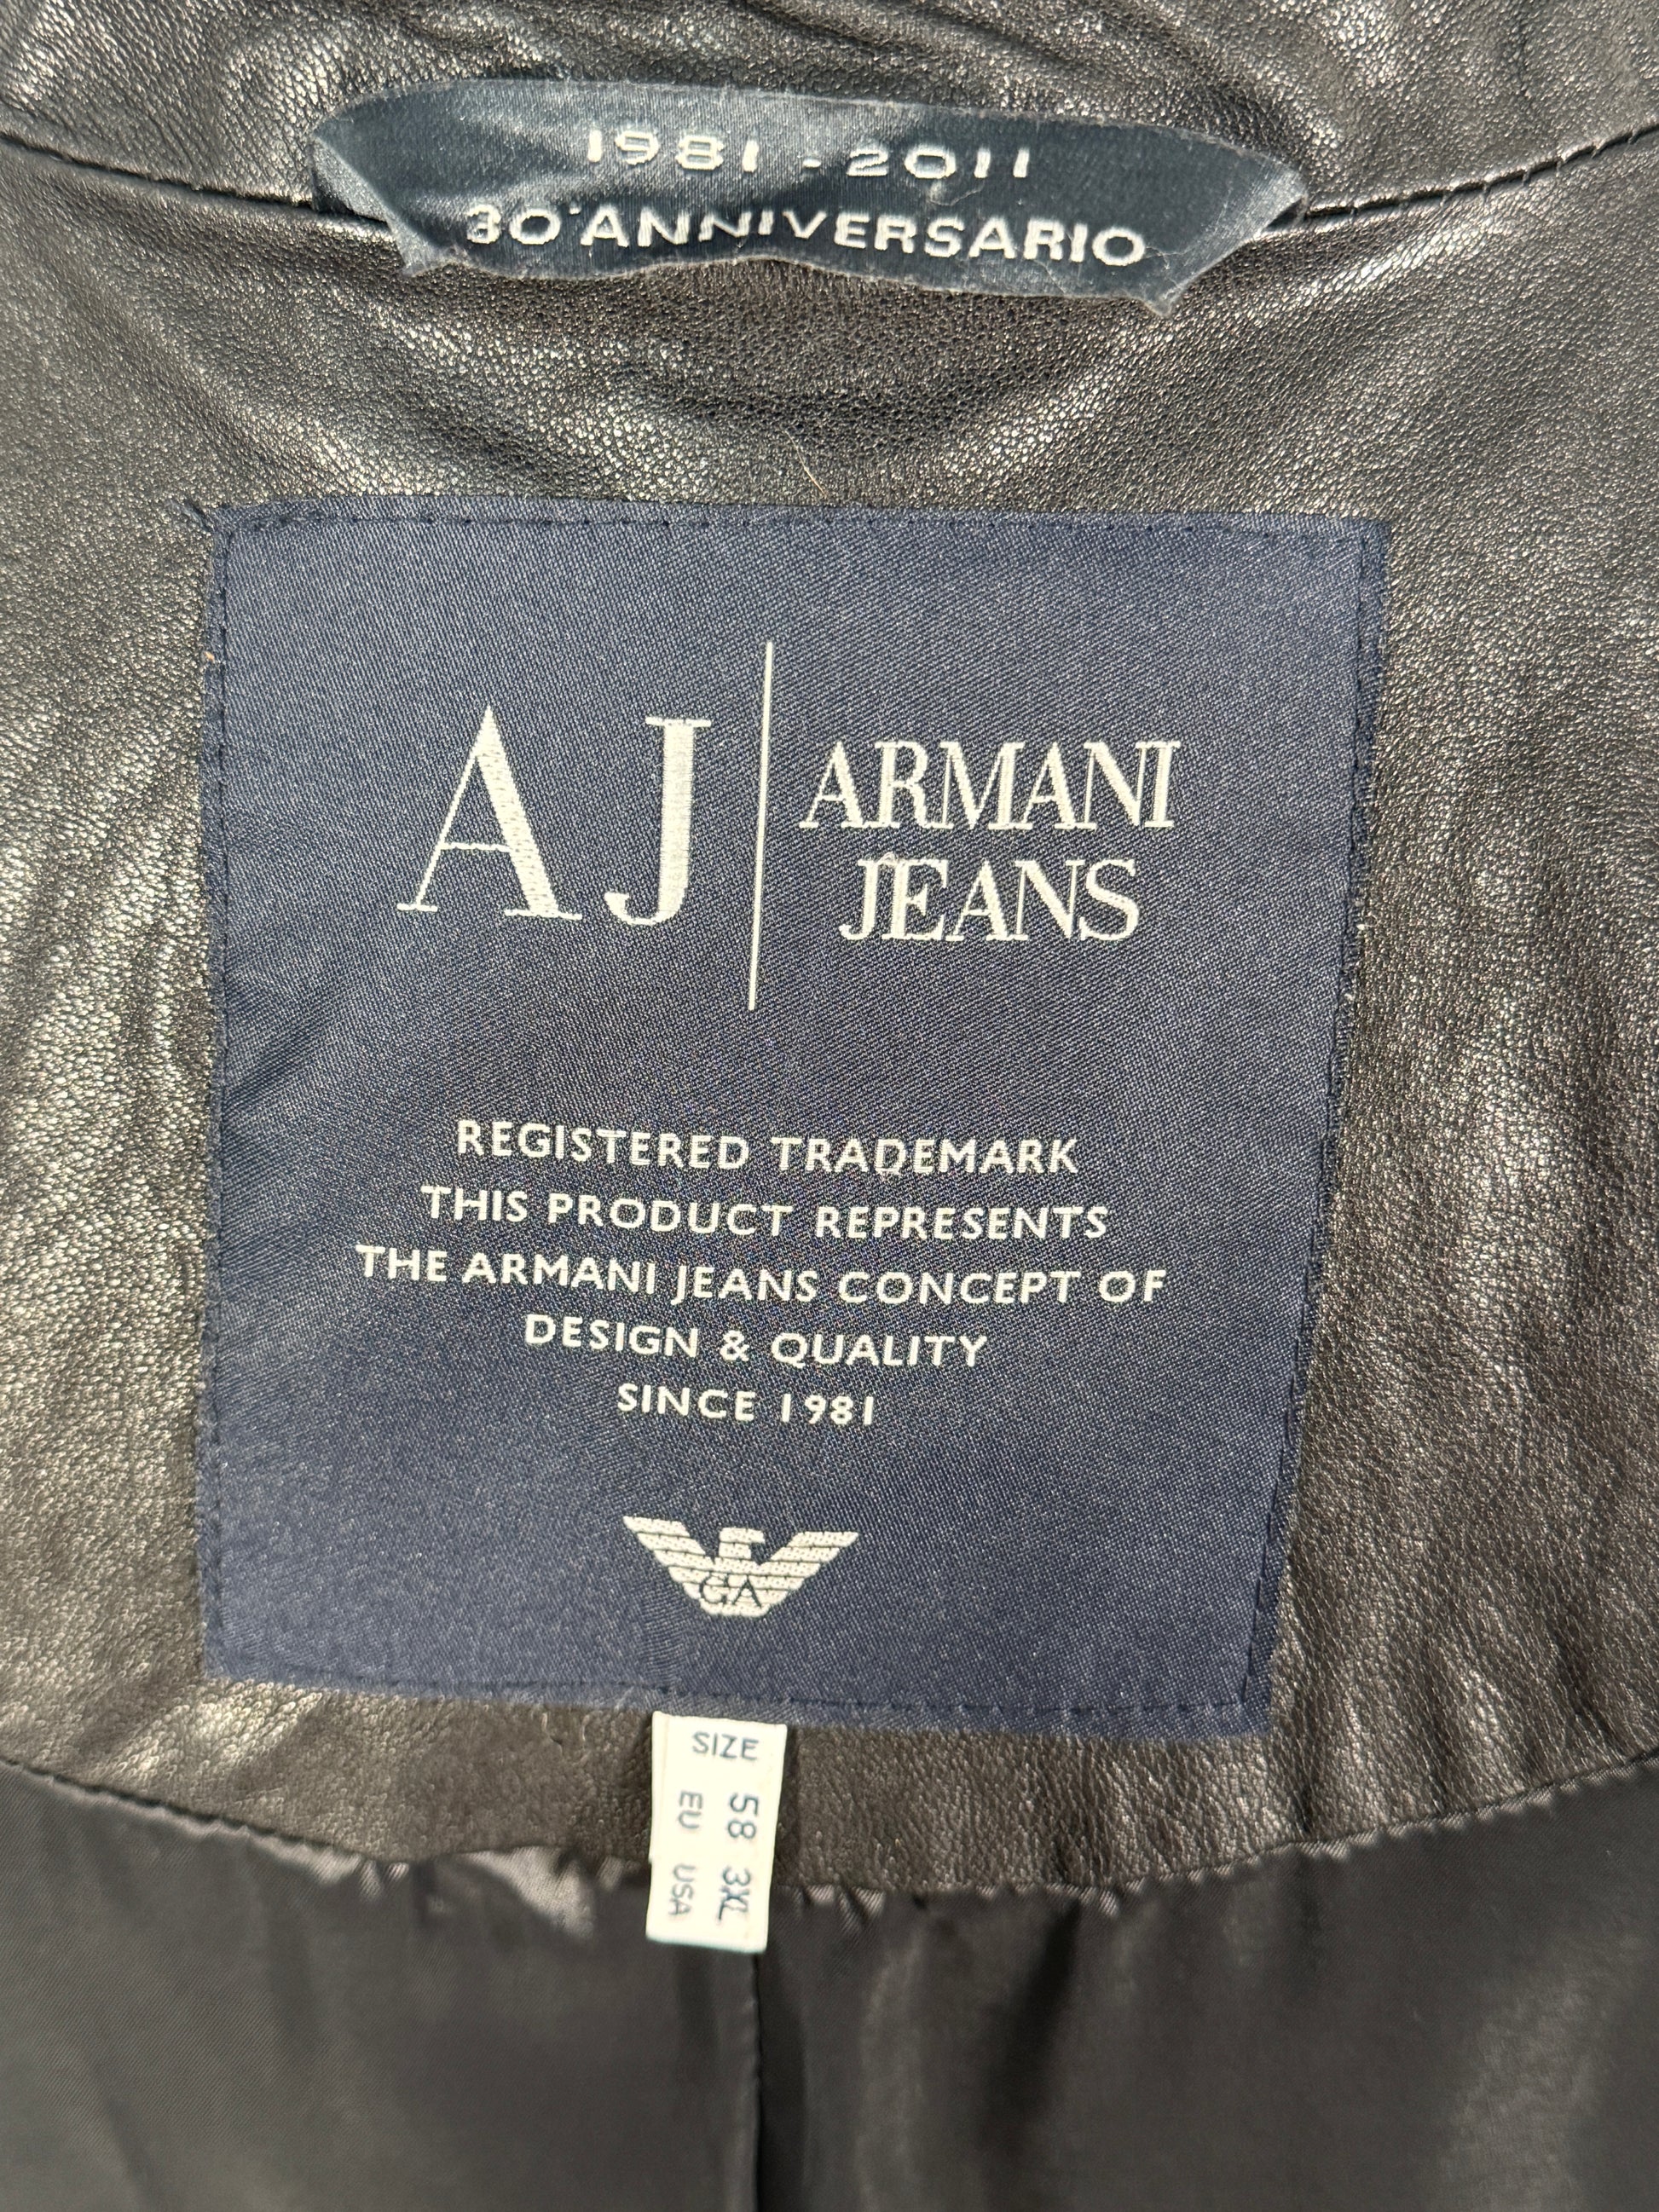 1981 - 2011
30°ANNIVERSARIO
AJ
ARMANI
JEANS
REGISTERED TRADEMARK
THIS PRODUCT REPRESENTS
THE ARMANI JEANS CONCEPT OF
DESIGN & QUALITY
SINCE 1981
GA
SIZE
EU 58
USA 3XL